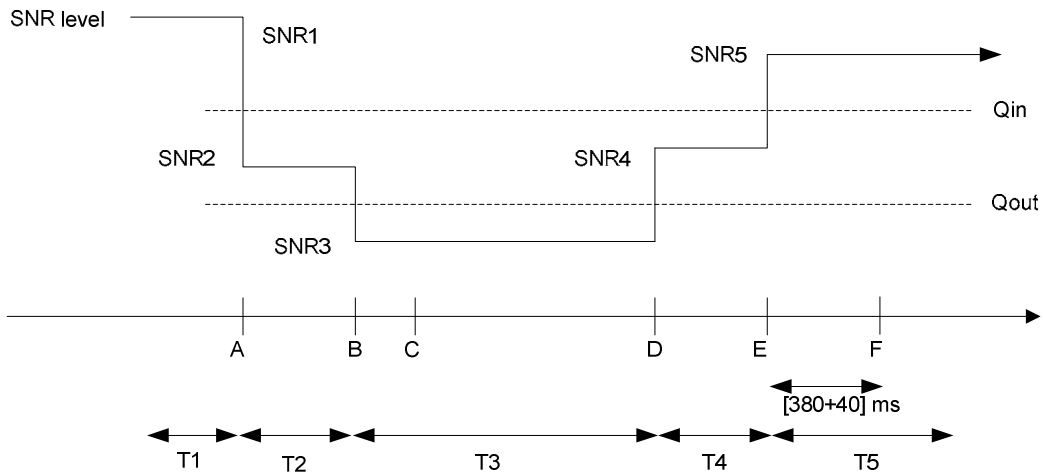 SNR level
SNR1
SNR5
Qin
SNR2
SNR4
Qout
SNR3
A
B
C
D
E
F
[380+40] ms
T1
T2
T3
T4
T5